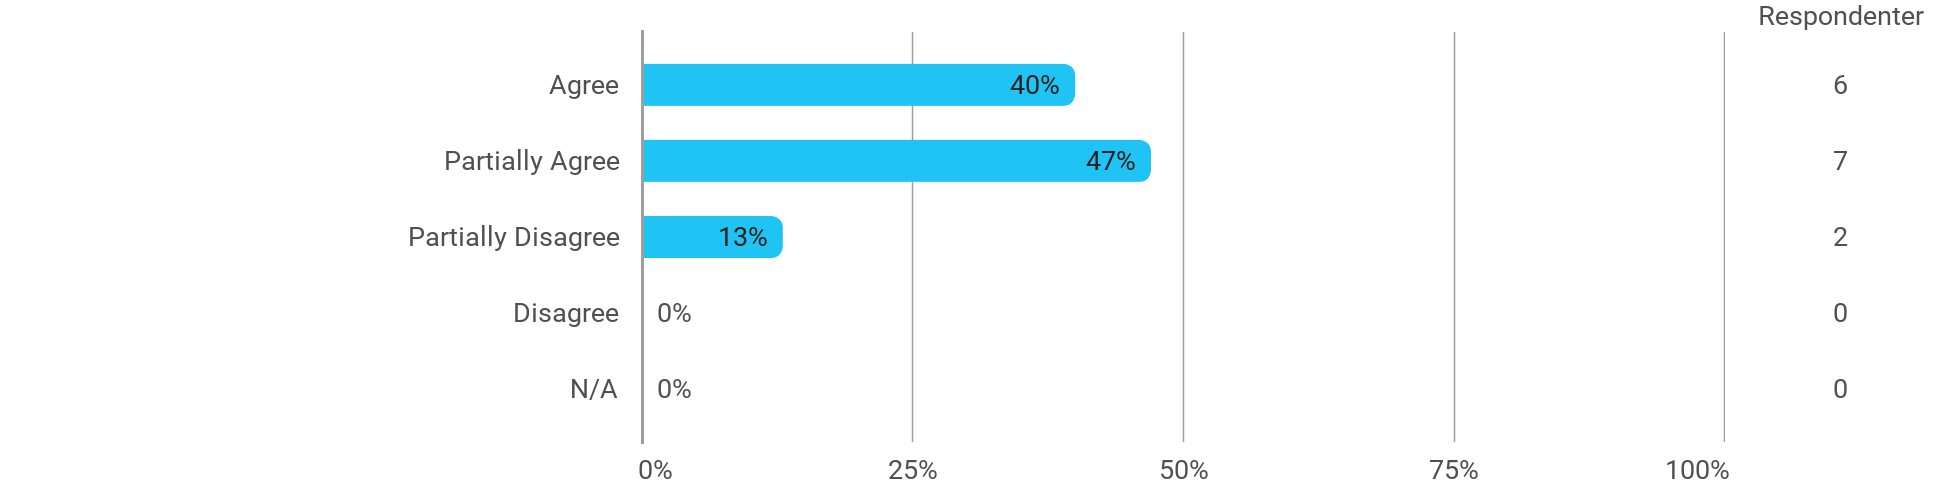 Respondenter
Agree 40% 6
Partially Agree 47% 7
Partially Disagree 13% 2
Disagree 0% 0
N/A 0% 0
0% 25% 50% 75% 100%